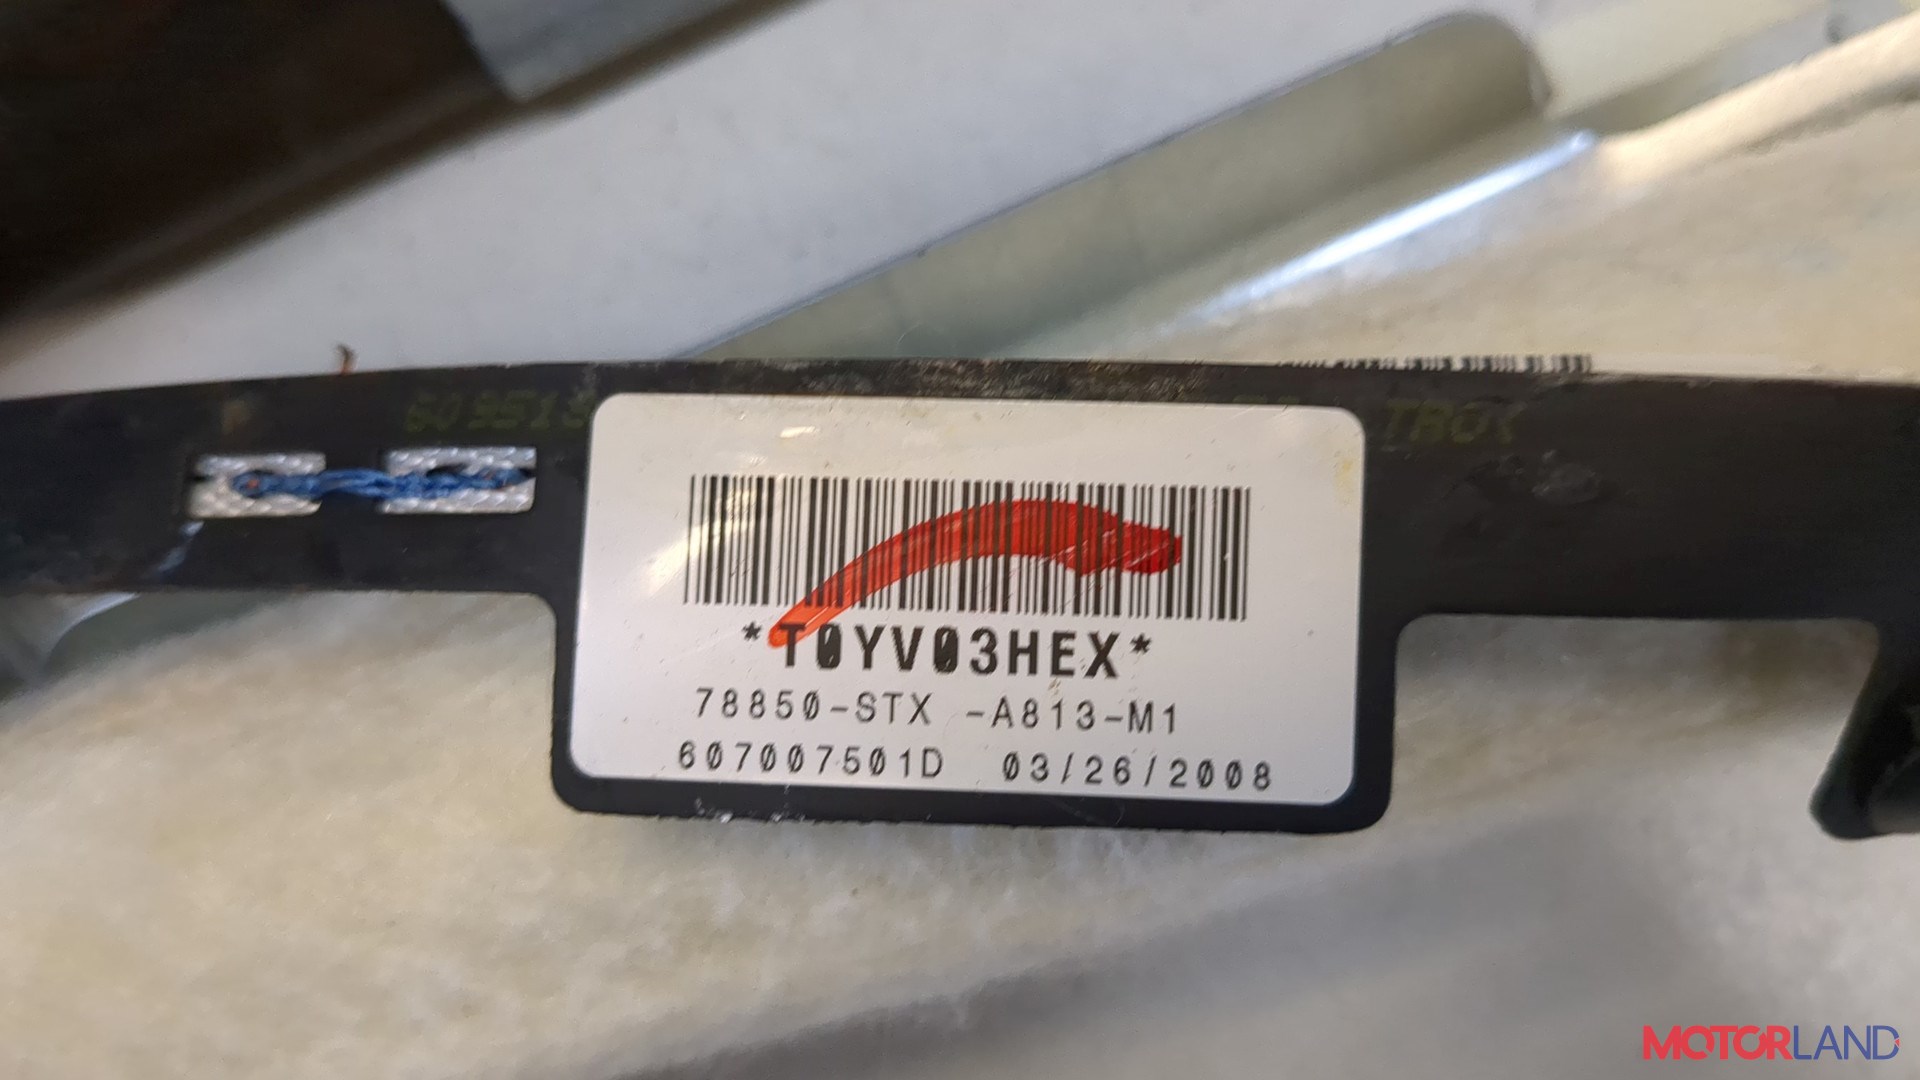 *T0YV03HEX*
78850-STX -A813-M1
607007501D 03/26/2008
MOTORLAND